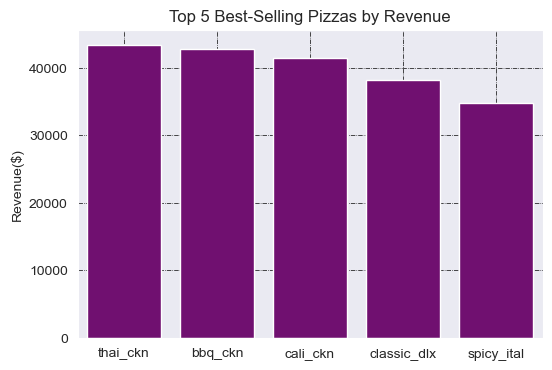 Top 5 Best-Selling Pizzas by Revenue
Revenue($)
40000
30000
20000
10000
0
thai_ckn bbq_ckn cali_ckn classic_dlx spicy_ital